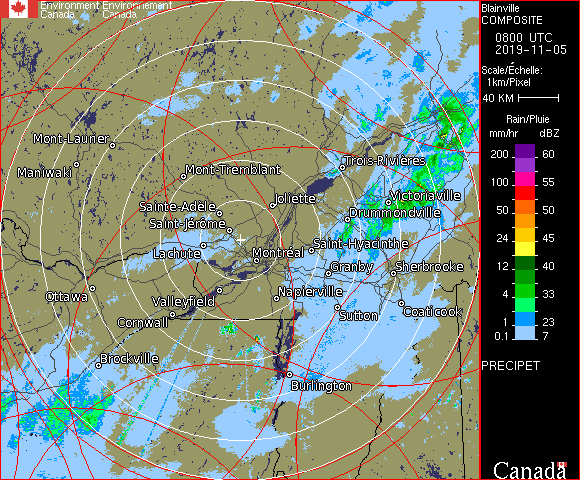 Environment Environnement
Canada Canada
Blainville
COMPOSITE
0800 UTC
2019-11-05
Scale/Échelle:
1km/Pixel
40 KM
Rain/Pluie
mm/hr dBZ
200 60
100 55
50 50
24 45
12 40
4 33
1 23
0.1 7
PRECIPET
Canada
Mont-Laurier
Maniwaki
Mont-Tremblant
Trois-Rivières
Sainte-Adèle
Joliette
Victoriaville
Saint-Jérôme
Drummondville
Lachute
Montréal
Saint-Hyacinthe
Granby
Sherbrooke
Ottawa
Valleyfield
Napierville
Cornwall
Sutton
Coaticook
Brockville
Burlington